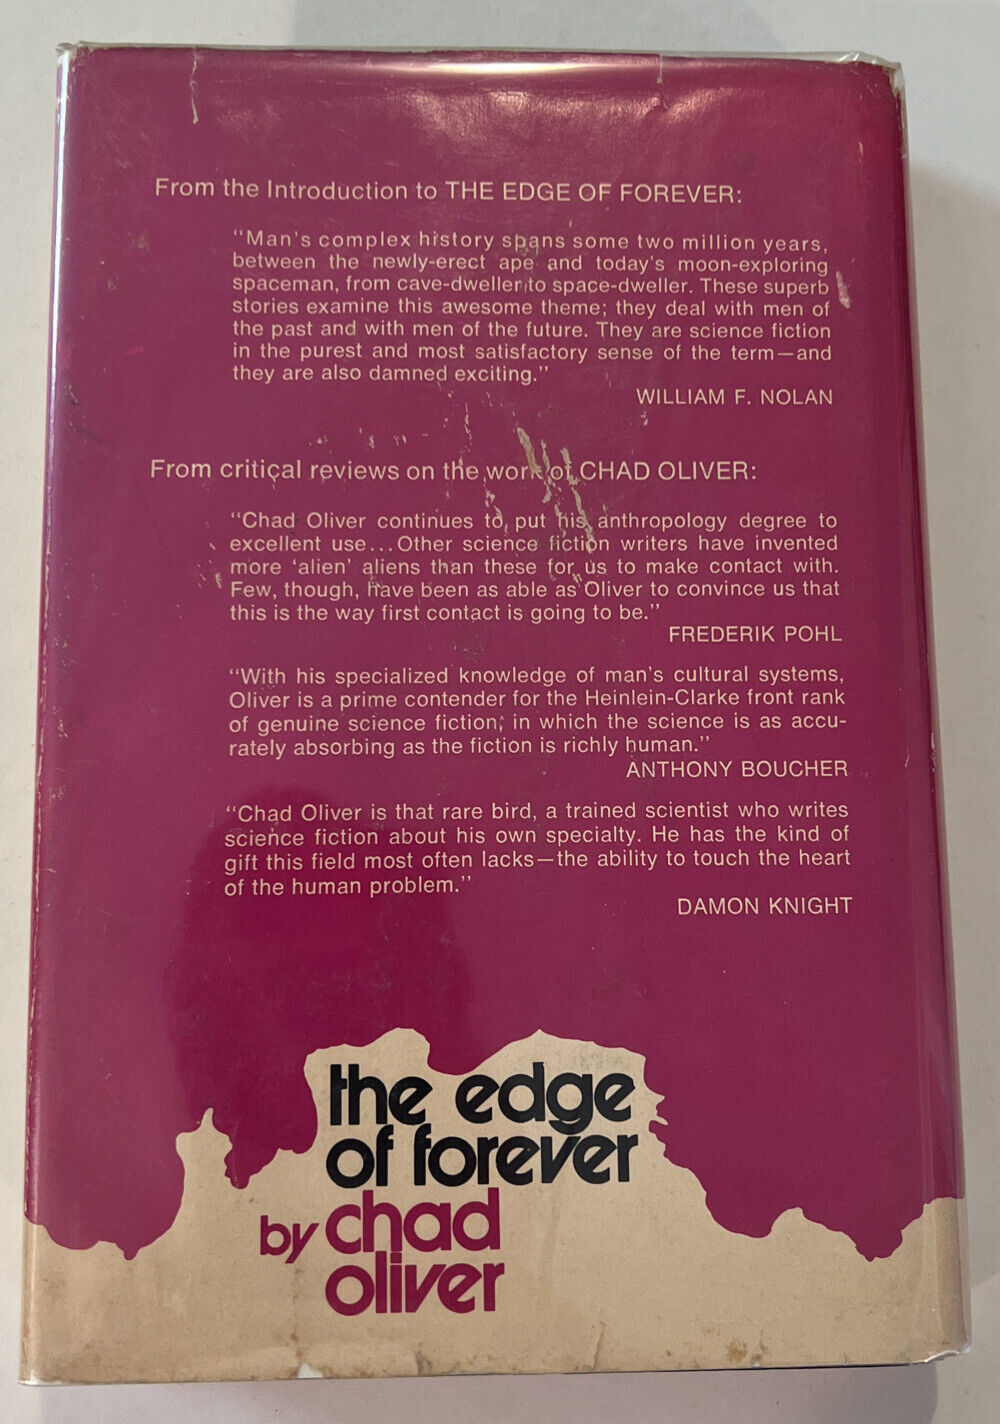 From the Introduction to THE EDGE OF FOREVER:
"Man's complex history spans some two million years,
between the newly-erect ape and today's moon-exploring
spaceman, from cave-dweller to space-dweller. These superb
stories examine this awesome theme; they deal with men of
the past and with men of the future. They are science fiction
in the purest and most satisfactory sense of the term—and
they are also damned exciting."
WILLIAM F. NOLAN
From critical reviews on the work of CHAD OLIVER:
"Chad Oliver continues to put his anthropology degree to
excellent use...Other science fiction writers have invented
more 'alien' aliens than these for us to make contact with.
Few, though, have been as able as Oliver to convince us that
this is the way first contact is going to be."
FREDERIK POHL
"With his specialized knowledge of man's cultural systems,
Oliver is a prime contender for the Heinlein-Clarke front rank
of genuine science fiction, in which the science is as accu-
rately absorbing as the fiction is richly human."
ANTHONY BOUCHER
"Chad Oliver is that rare bird, a trained scientist who writes
science fiction about his own specialty. He has the kind of
gift this field most often lacks—the ability to touch the heart
of the human problem."
DAMON KNIGHT
the edge
of forever
by chad
oliver